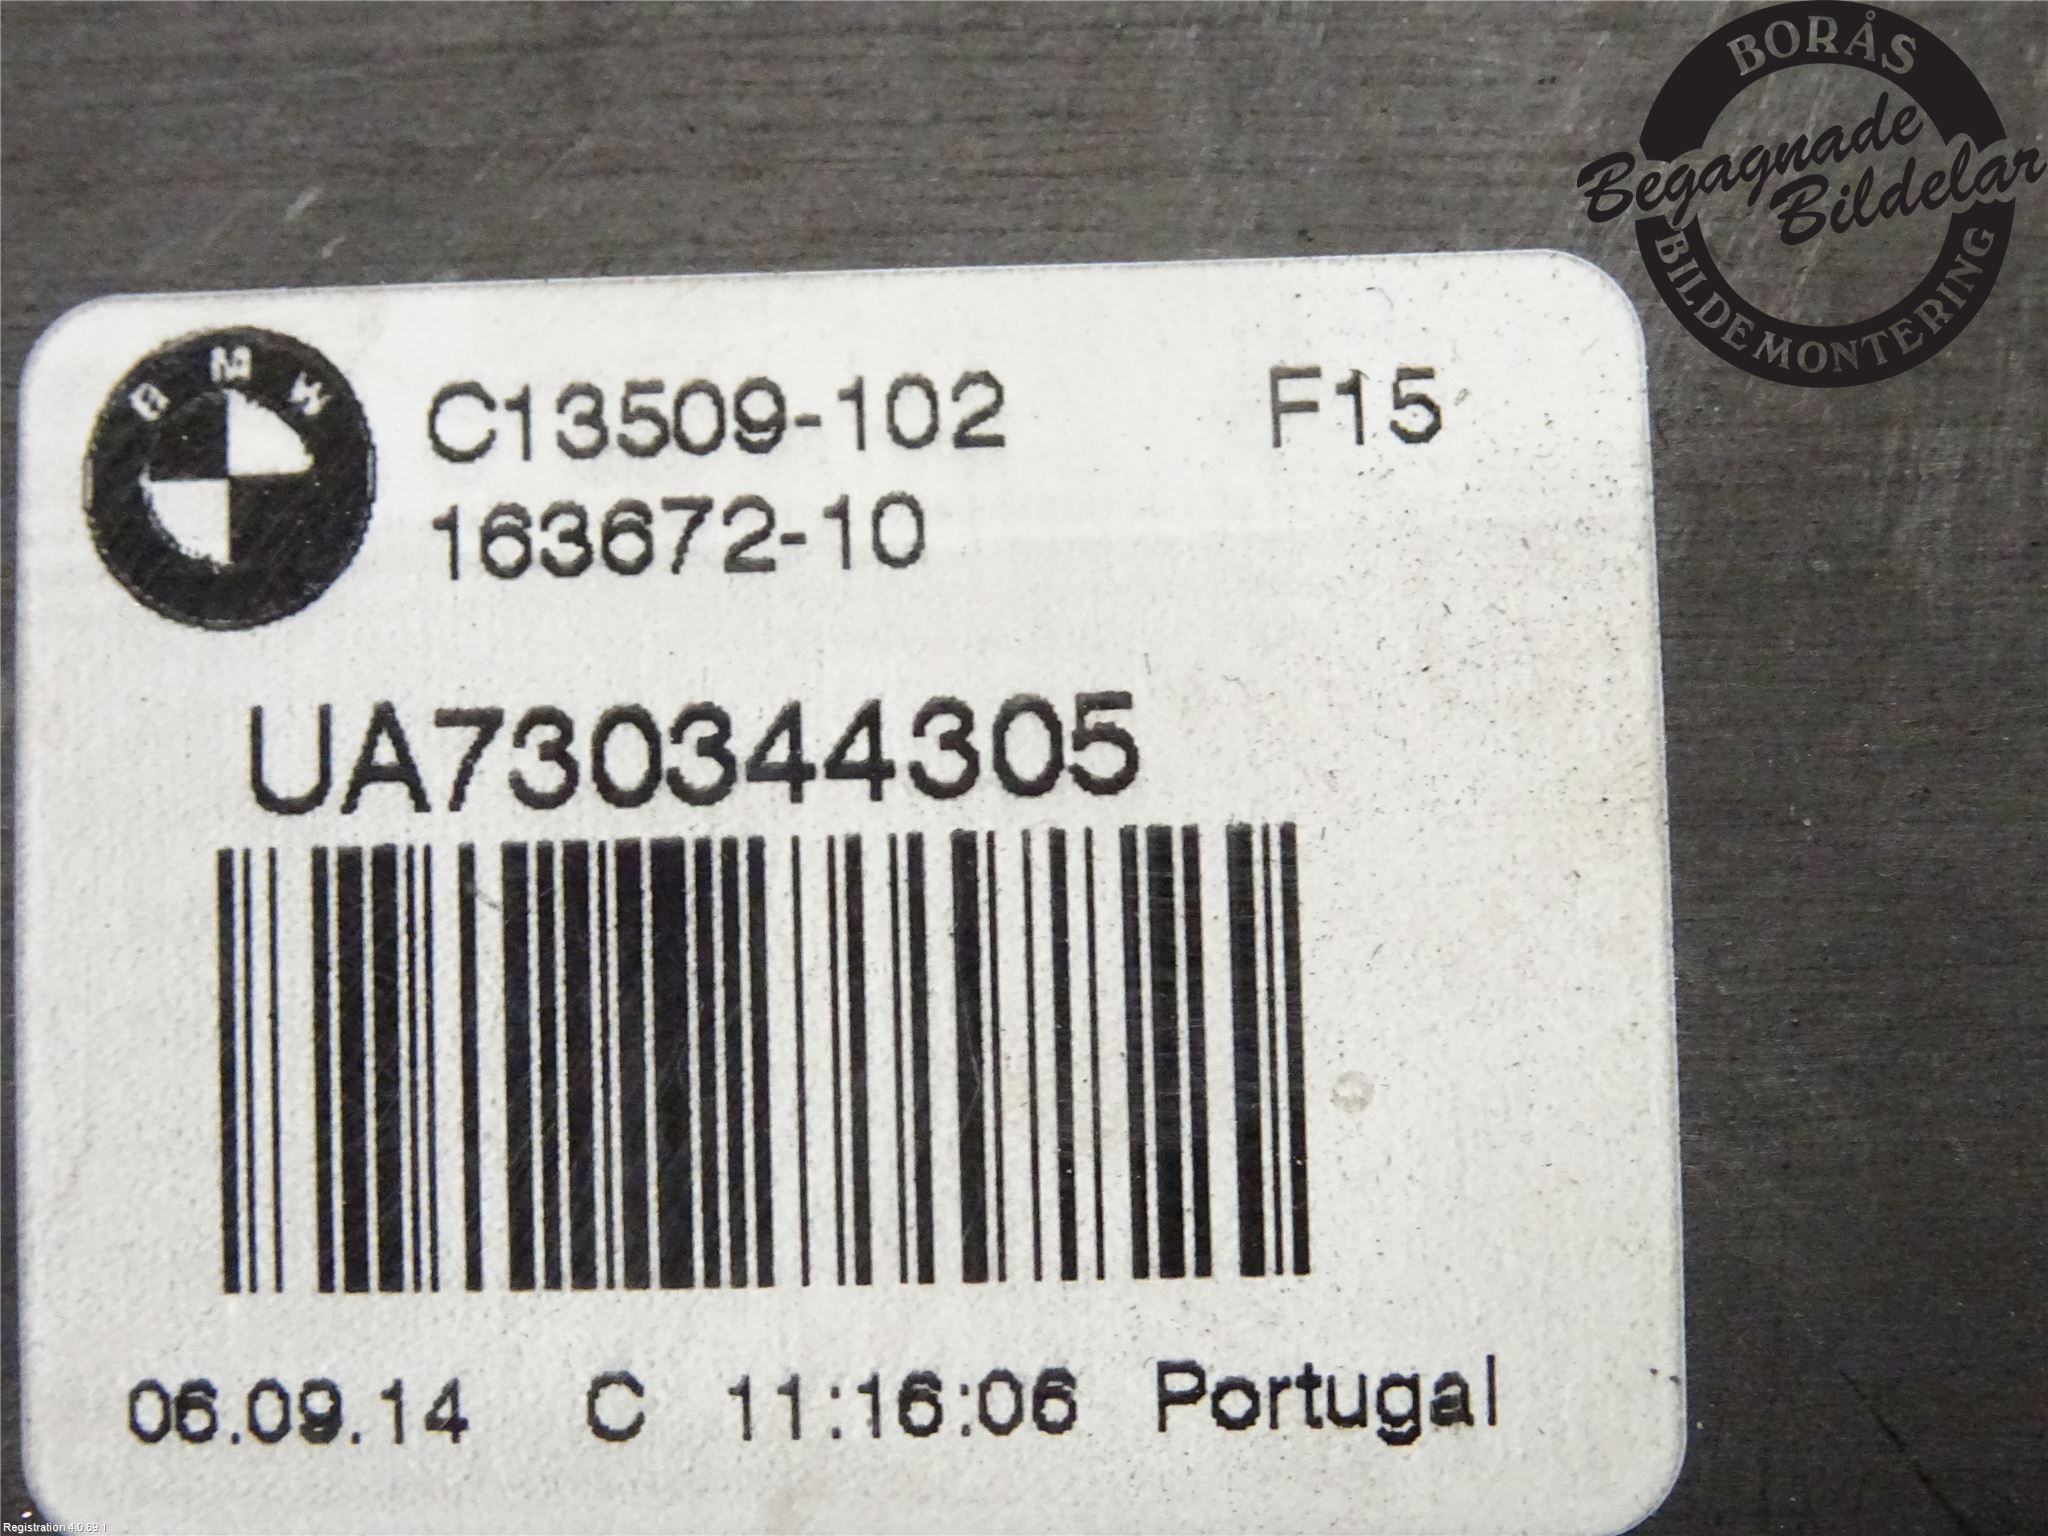 BORÅS
Begagnade
Bildelar
BILDEMONTERING
BMW
C13509-102 F15
163672-10
UA730344305
06.09.14 C 11:16:06 Portugal
Registration 4.0.69.1